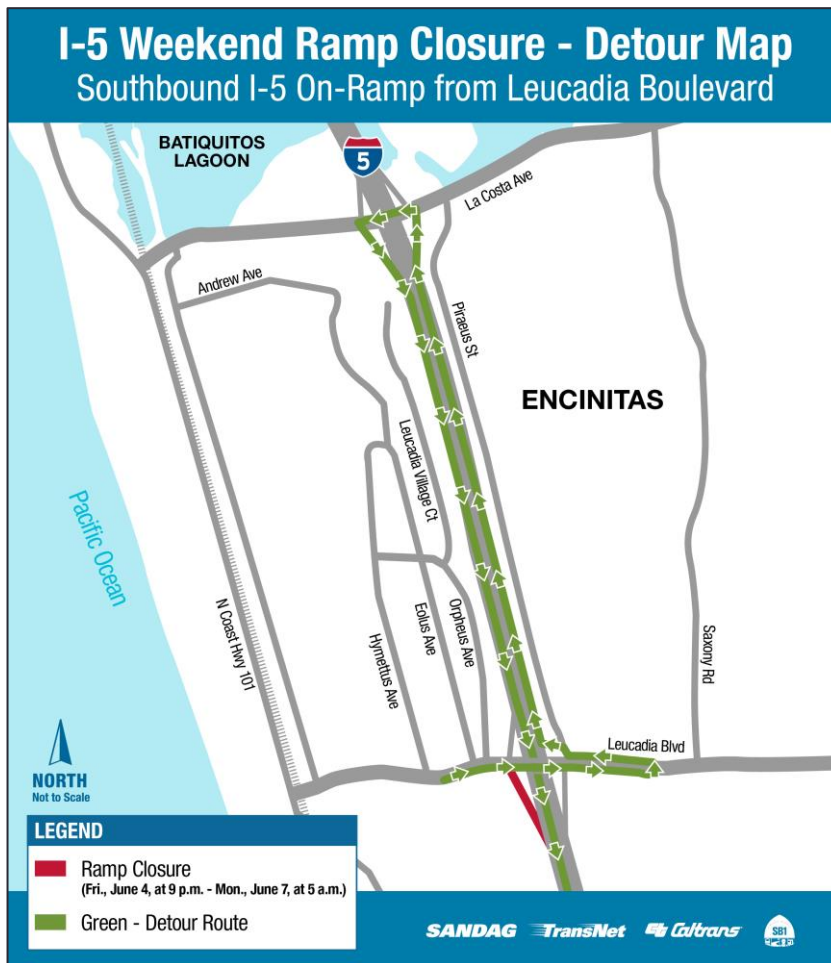 I-5 Weekend Ramp Closure - Detour Map
Southbound I-5 On-Ramp from Leucadia Boulevard
BATIQUITOS
LAGOON
5
La Costa Ave
Andrew Ave
Piraeus St
ENCINITAS
Leucadia Village Ct
Pacific Ocean
N Coast Hwy 101
Hymettus Ave
Eolus Ave
Orpheus Ave
Saxony Rd
Leucadia Blvd
NORTH
Not to Scale
LEGEND
Ramp Closure
(Fri., June 4, at 9 p.m. - Mon., June 7, at 5 a.m.)
Green - Detour Route
SANDAG TransNet Caltrans SB1